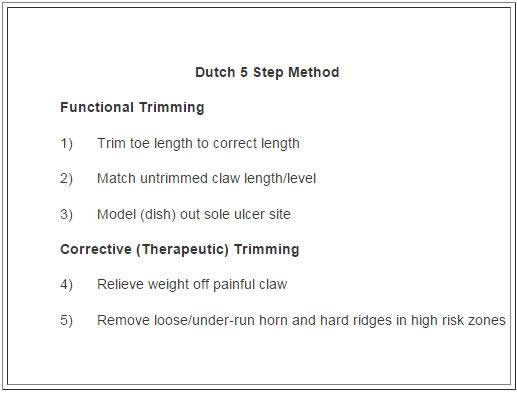 Dutch 5 Step Method
Functional Trimming
1) Trim toe length to correct length
2) Match untrimmed claw length/level
3) Model (dish) out sole ulcer site
Corrective (Therapeutic) Trimming
4) Relieve weight off painful claw
5) Remove loose/under-run horn and hard ridges in high risk zones